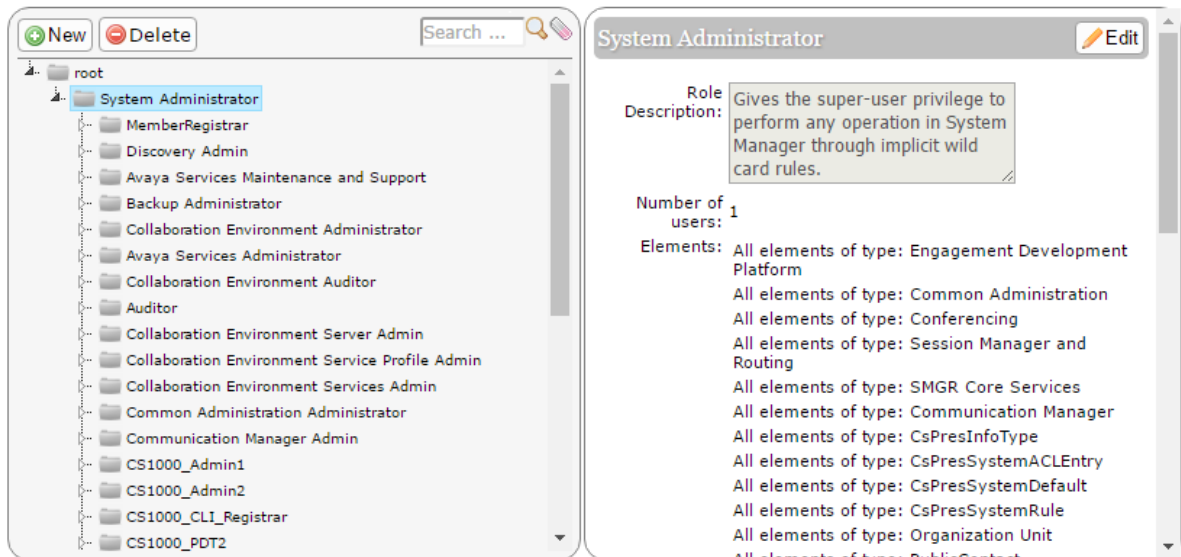 New
Delete
Search ...
root
System Administrator
MemberRegistrar
Discovery Admin
Avaya Services Maintenance and Support
Backup Administrator
Collaboration Environment Administrator
Avaya Services Administrator
Collaboration Environment Auditor
Auditor
Collaboration Environment Server Admin
Collaboration Environment Service Profile Admin
Collaboration Environment Services Admin
Common Administration Administrator
Communication Manager Admin
CS1000_Admin1
CS1000_Admin2
CS1000_CLI_Registrar
CS1000_PDT2
System Administrator
Edit
Role
Description:
Gives the super-user privilege to
perform any operation in System
Manager through implicit wild
card rules.
Number of
users:
1
Elements:
All elements of type: Engagement Development
Platform
All elements of type: Common Administration
All elements of type: Conferencing
All elements of type: Session Manager and
Routing
All elements of type: SMGR Core Services
All elements of type: Communication Manager
All elements of type: CsPresInfoType
All elements of type: CsPresSystemACLEntry
All elements of type: CsPresSystemDefault
All elements of type: CsPresSystemRule
All elements of type: Organization Unit
All elements of type: PublicContact